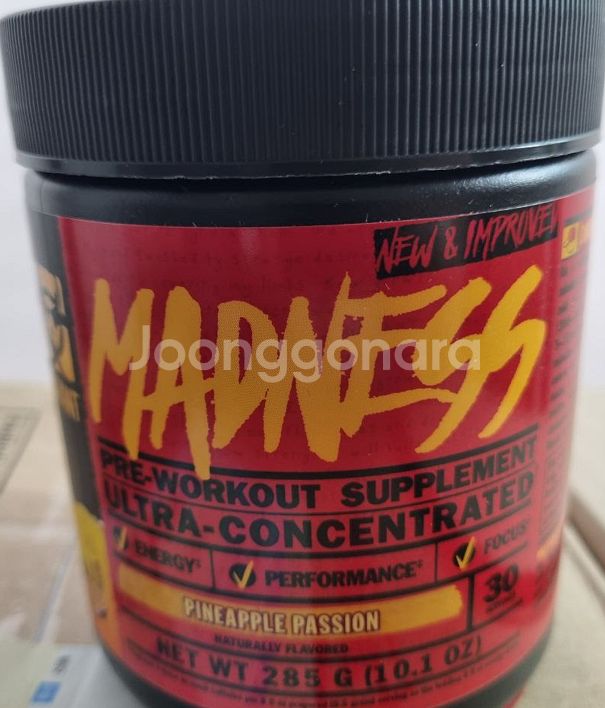 NEW & IMPROVED
MADNESS
Joonggonara
PRE-WORKOUT SUPPLEMENT
ULTRA-CONCENTRATED
ENERGY‡
PERFORMANCE‡
FOCUS
30
PINEAPPLE PASSION
NATURALLY FLAVORED
NET WT 285 G (10.1 OZ)